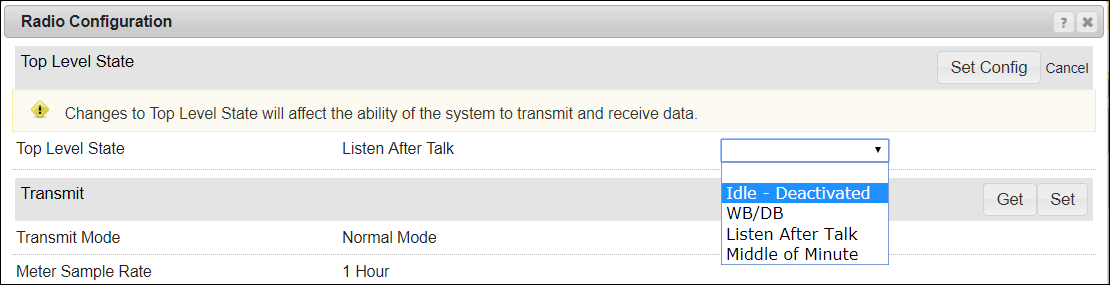 Radio Configuration
?
Top Level State
Set Config Cancel
Changes to Top Level State will affect the ability of the system to transmit and receive data.
Top Level State Listen After Talk
Idle - Deactivated
WB/DB
Listen After Talk
Middle of Minute
Transmit Get Set
Transmit Mode Normal Mode
Meter Sample Rate 1 Hour